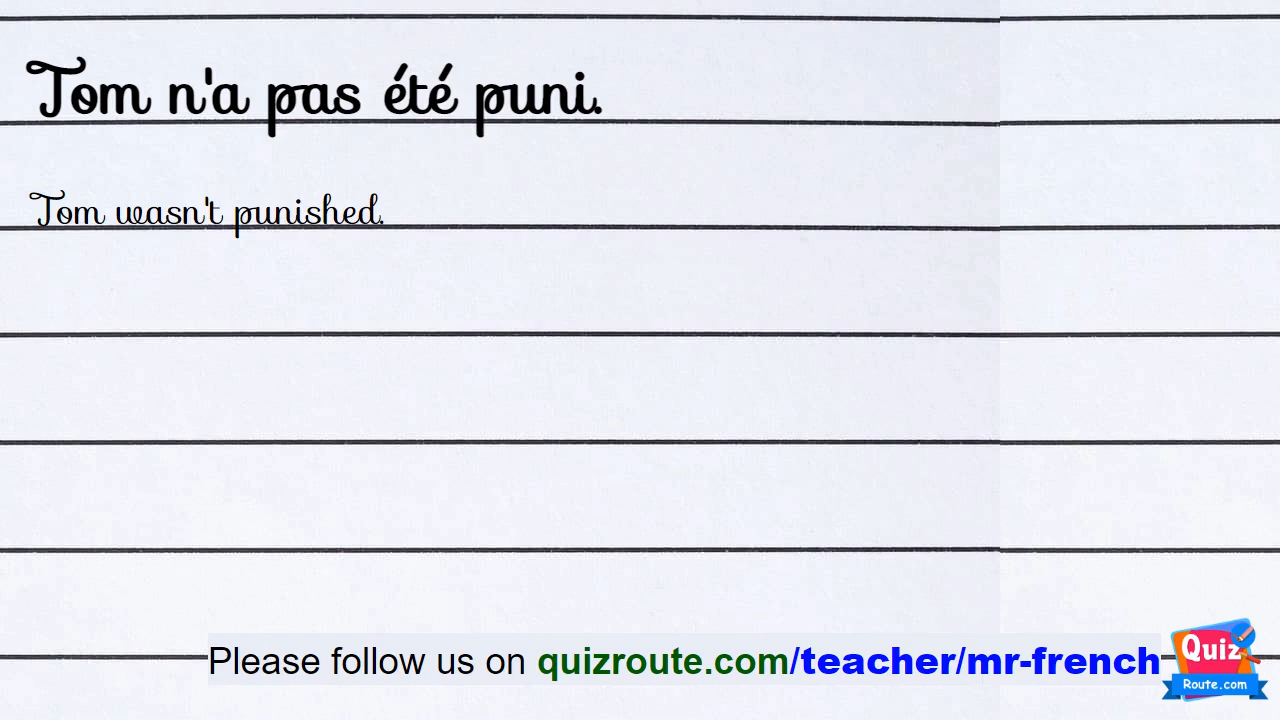 Tom n'a pas été puni.
Tom wasn't punished.
Please follow us on quizroute.com/teacher/mr-french
Quiz
Route.com